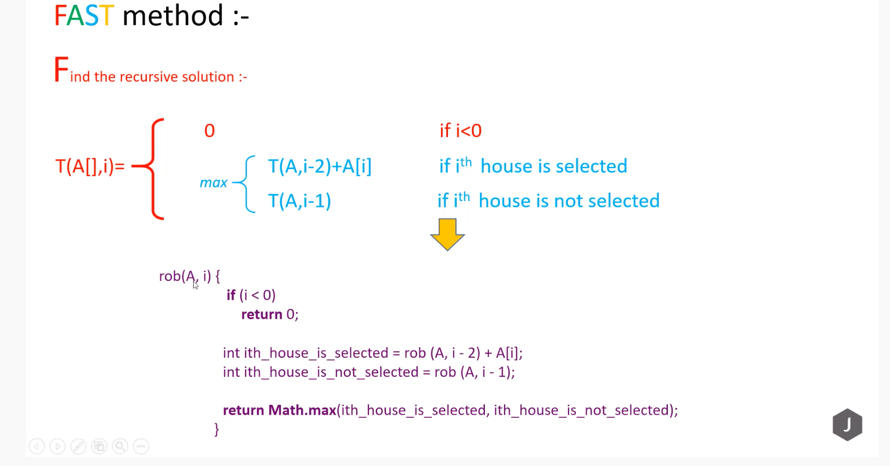 FAST method :-
Find the recursive solution :-
0 if i<0
T(A[],i)= max T(A,i-2)+A[i] if ith house is selected
T(A,i-1) if ith house is not selected
rob(A, i) {
if (i < 0)
return 0;
int ith_house_is_selected = rob (A, i - 2) + A[i];
int ith_house_is_not_selected = rob (A, i - 1);
return Math.max(ith_house_is_selected, ith_house_is_not_selected);
}
J